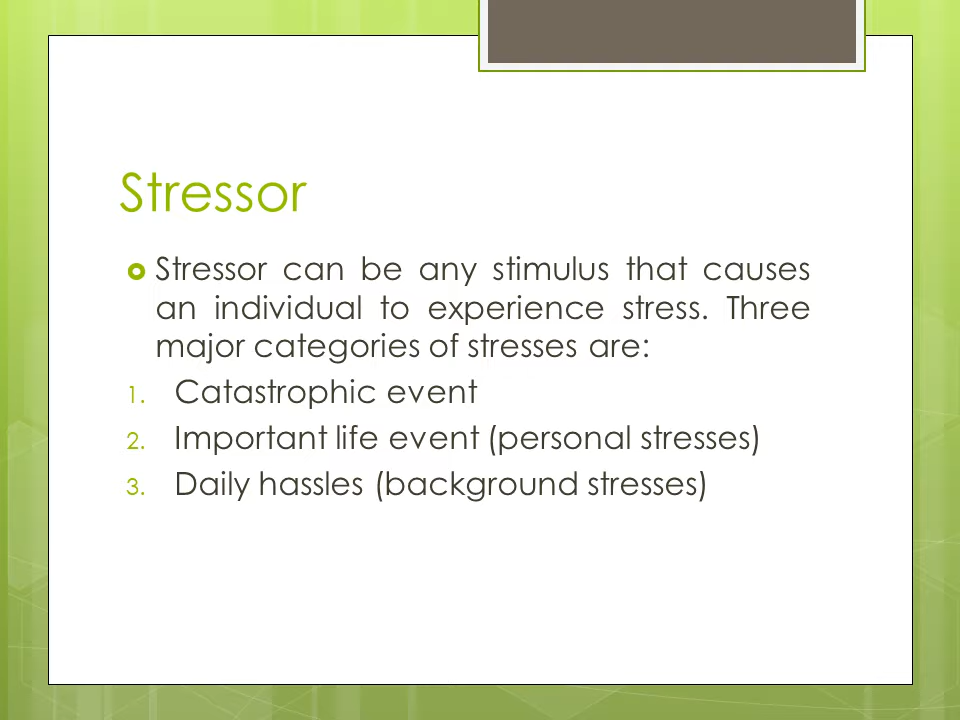 Stressor
Stressor can be any stimulus that causes
an individual to experience stress. Three
major categories of stresses are:
1. Catastrophic event
2. Important life event (personal stresses)
3. Daily hassles (background stresses)